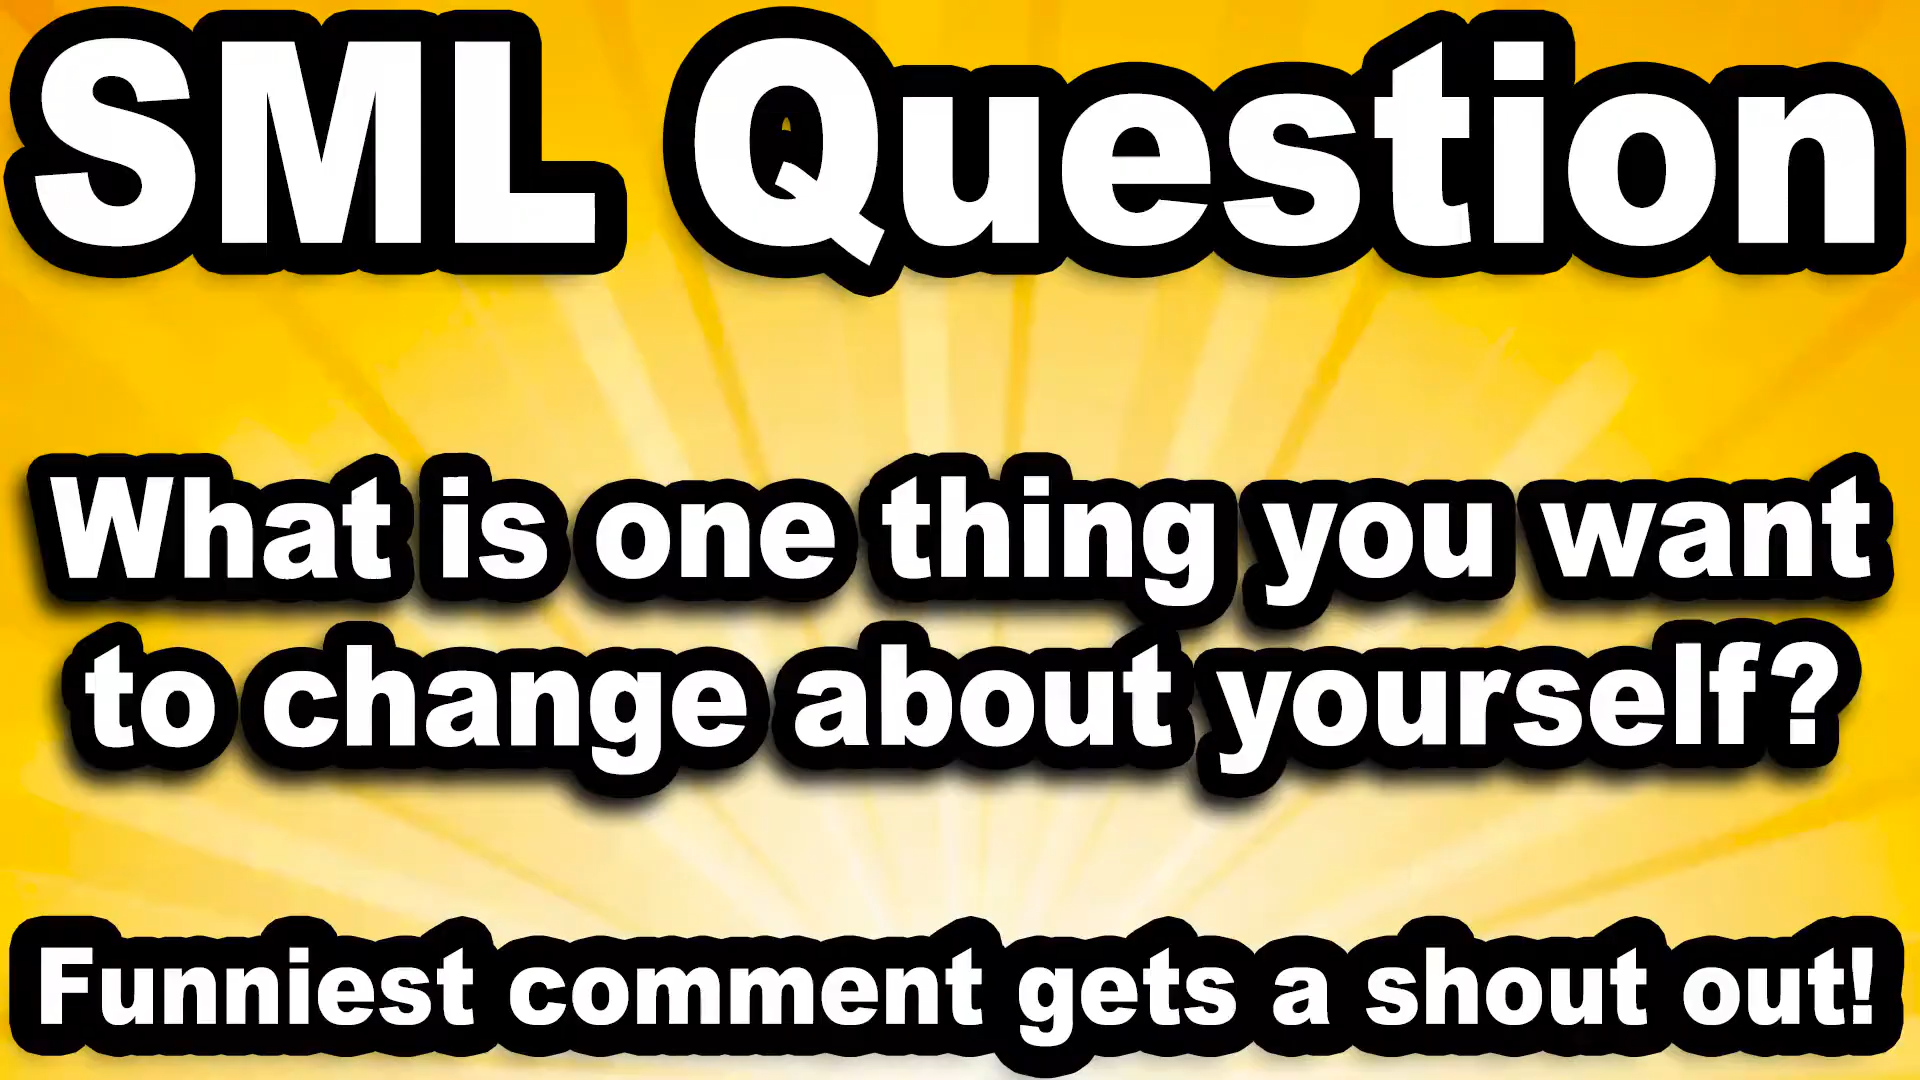 SML Question
What is one thing you want
to change about yourself?
Funniest comment gets a shout out!